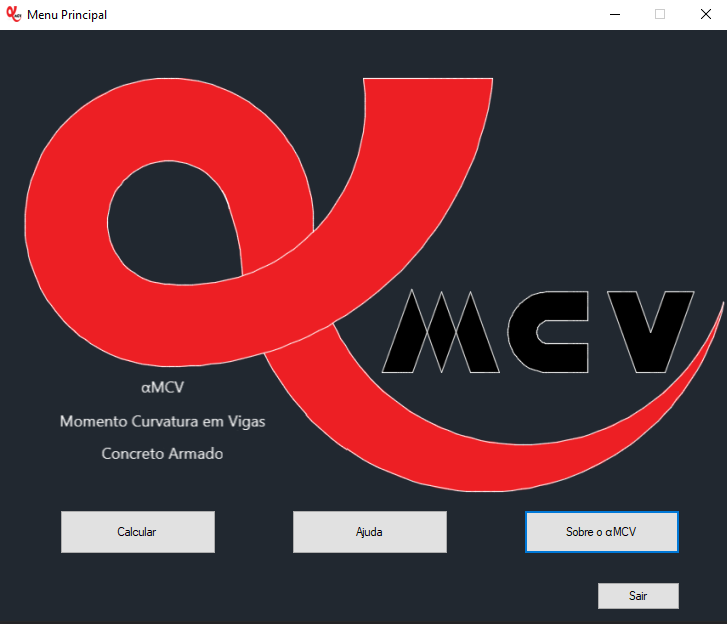 Menu Principal
MCV
αMCV
Momento Curvatura em Vigas
Concreto Armado
Calcular
Ajuda
Sobre o αMCV
Sair